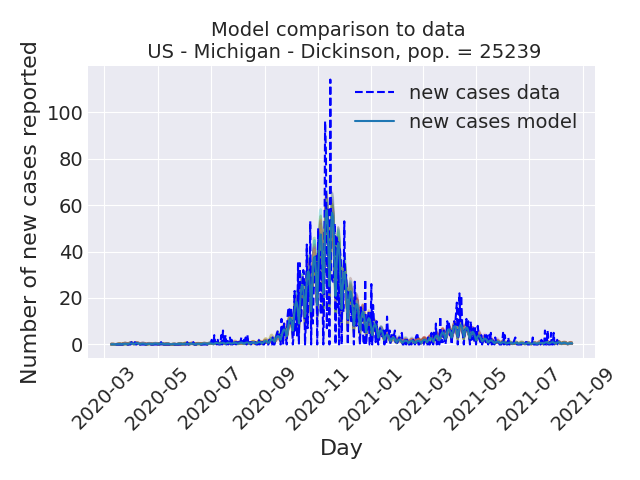 Model comparison to data
US - Michigan - Dickinson, pop. = 25239
Number of new cases reported
100
80
60
40
20
0
new cases data
new cases model
2020-03
2020-05
2020-07
2020-09
2020-11
2021-01
2021-03
2021-05
2021-07
2021-09
Day